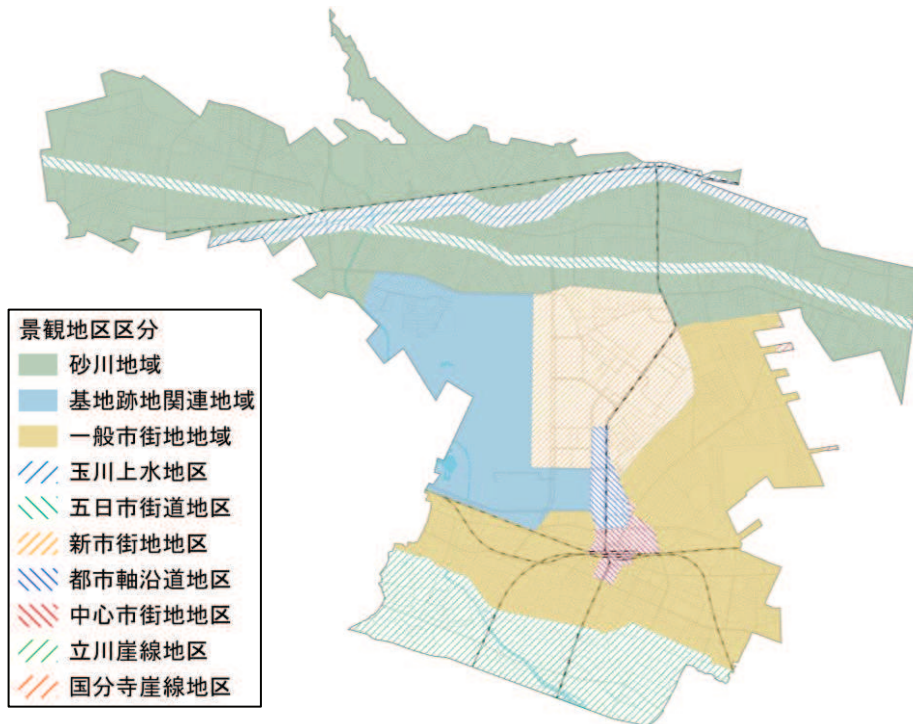 景観地区区分
砂川地域
基地跡地関連地域
一般市街地地域
玉川上水地区
五日市街道地区
新市街地地区
都市軸沿道地区
中心市街地地区
立川崖線地区
国分寺崖線地区